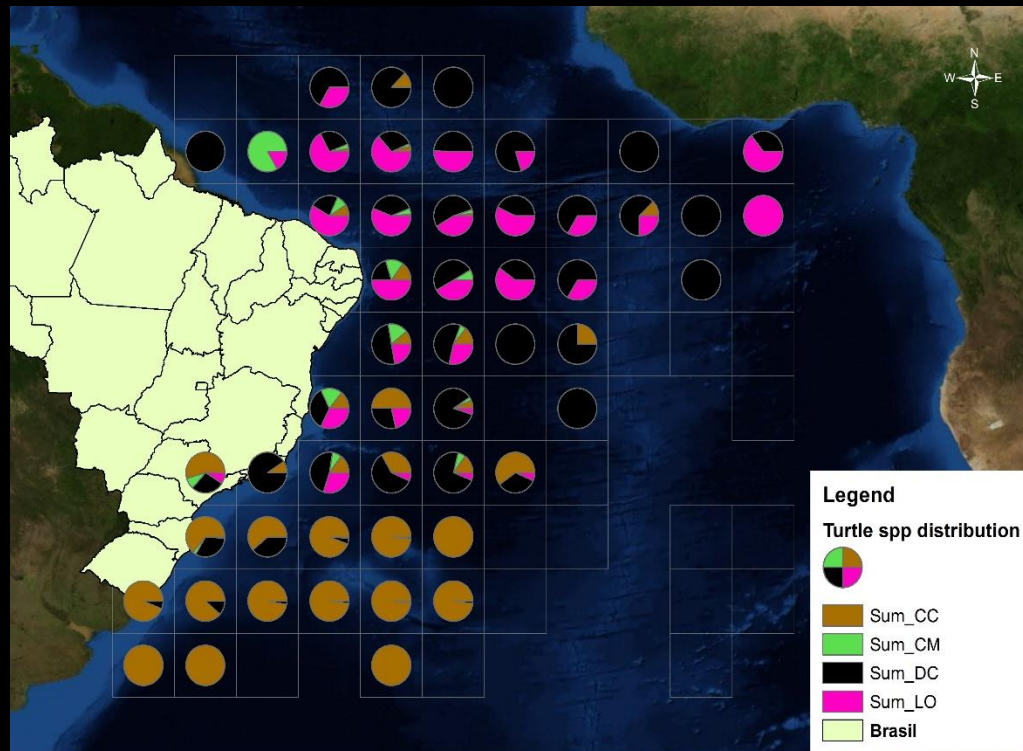 N
W E
S
Legend
Turtle spp distribution
Sum_CC
Sum_CM
Sum_DC
Sum_LO
Brasil